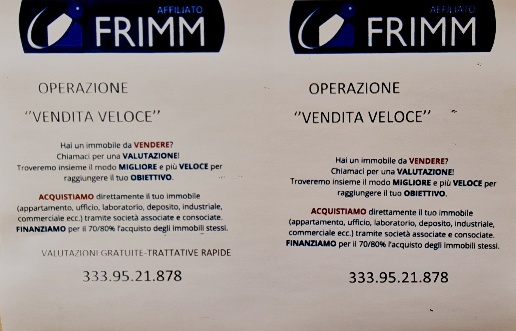 AFFILIATO
FRIMM
OPERAZIONE
‘’VENDITA VELOCE’’
Hai un immobile da VENDERE?
Chiamaci per una VALUTAZIONE!
Troveremo insieme il modo MIGLIORE e più VELOCE per
raggiungere il tuo OBIETTIVO.
ACQUISTIAMO direttamente il tuo immobile
(appartamento, ufficio, laboratorio, deposito, industriale,
commerciale ecc.) tramite società associate e consociate.
FINANZIAMO per il 70/80% l'acquisto degli immobili stessi.
VALUTAZIONI GRATUITE-TRATTATIVE RAPIDE
333.95.21.878
AFFILIATO
FRIMM
OPERAZIONE
‘’VENDITA VELOCE’’
Hai un immobile da VENDERE?
Chiamaci per una VALUTAZIONE!
Troveremo insieme il modo MIGLIORE e più VELOCE per
raggiungere il tuo OBIETTIVO.
ACQUISTIAMO direttamente il tuo immobile
(appartamento, ufficio, laboratorio, deposito, industriale,
commerciale ecc.) tramite società associate e consociate.
FINANZIAMO per il 70/80% l'acquisto degli immobili stessi.
333.95.21.878